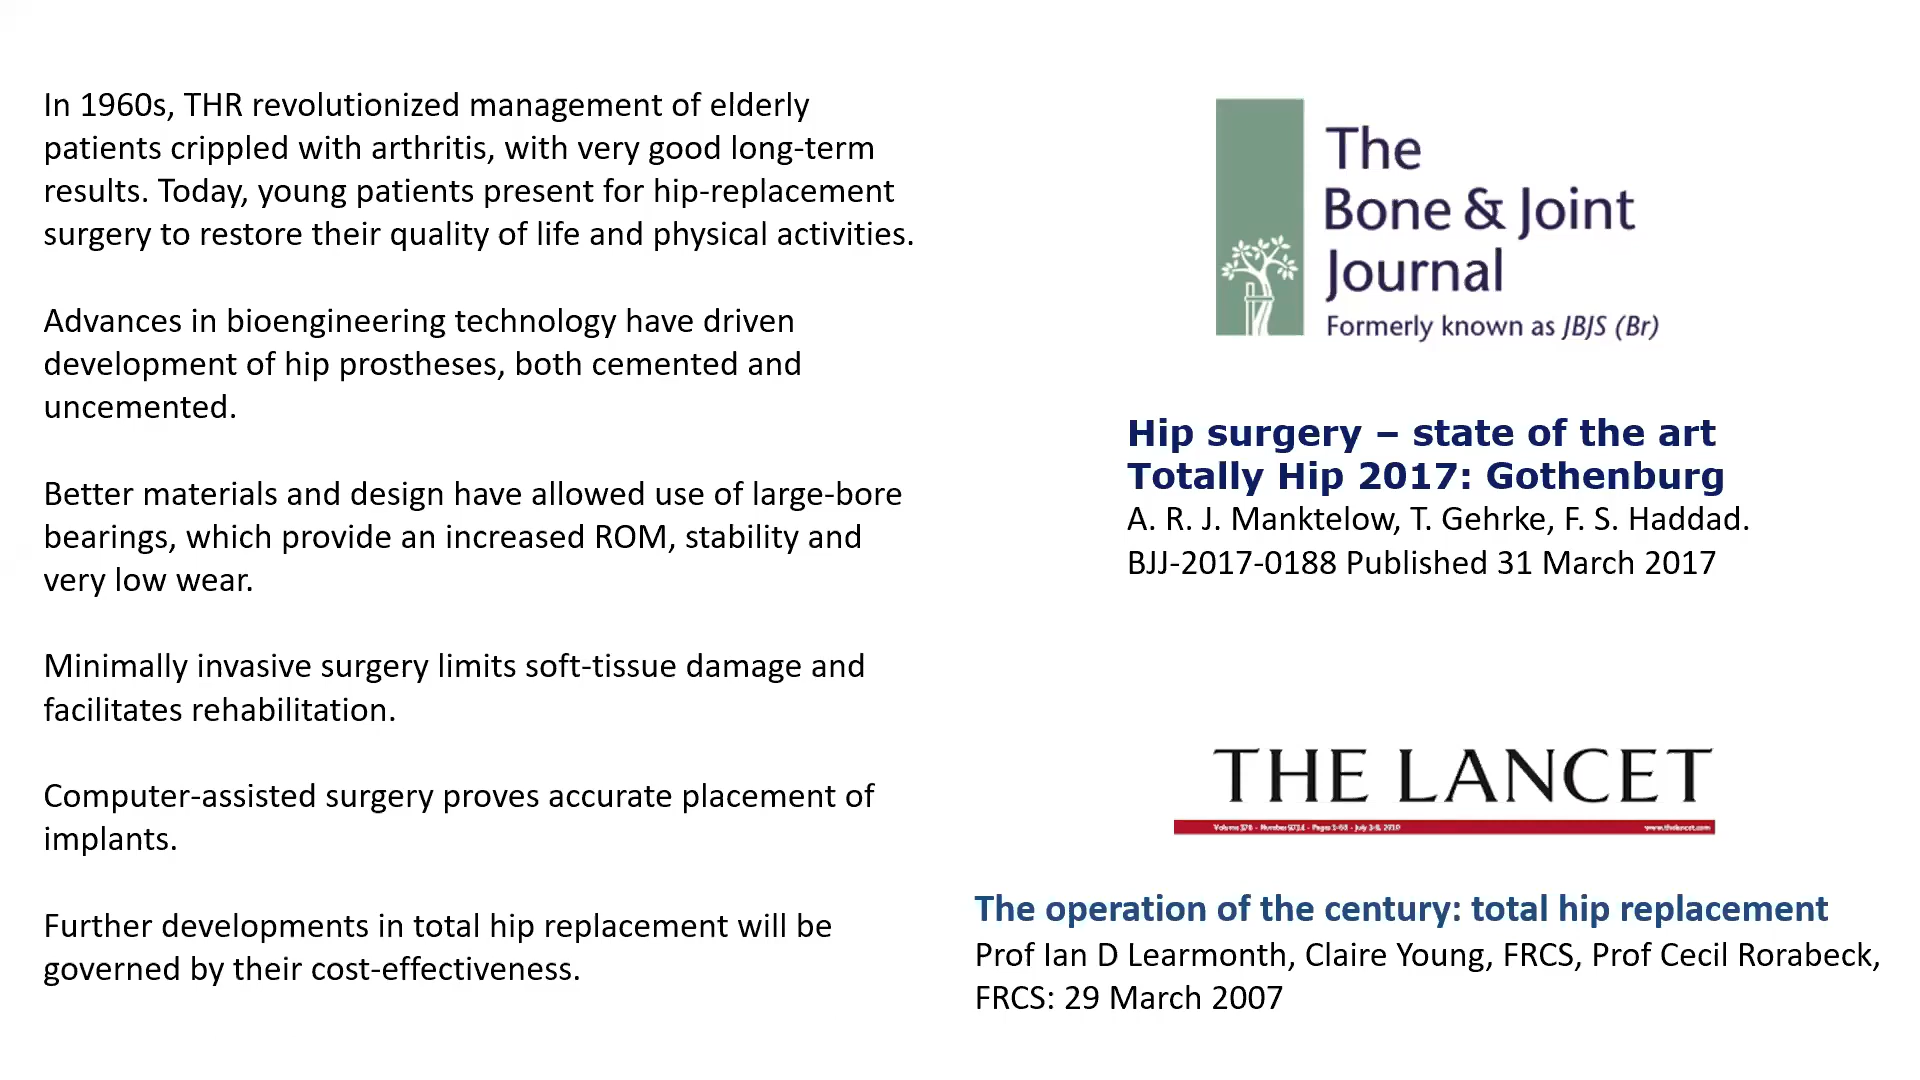 In 1960s, THR revolutionized management of elderly
patients crippled with arthritis, with very good long-term
results. Today, young patients present for hip-replacement
surgery to restore their quality of life and physical activities.
Advances in bioengineering technology have driven
development of hip prostheses, both cemented and
uncemented.
Better materials and design have allowed use of large-bore
bearings, which provide an increased ROM, stability and
very low wear.
Minimally invasive surgery limits soft-tissue damage and
facilitates rehabilitation.
Computer-assisted surgery proves accurate placement of
implants.
Further developments in total hip replacement will be
governed by their cost-effectiveness.
The
Bone & Joint
Journal
Formerly known as JBJS (Br)
Hip surgery – state of the art
Totally Hip 2017: Gothenburg
A. R. J. Manktelow, T. Gehrke, F. S. Haddad.
BJJ-2017-0188 Published 31 March 2017
THE LANCET
www.thelancet.com
The operation of the century: total hip replacement
Prof Ian D Learmonth, Claire Young, FRCS, Prof Cecil Rorabeck,
FRCS: 29 March 2007